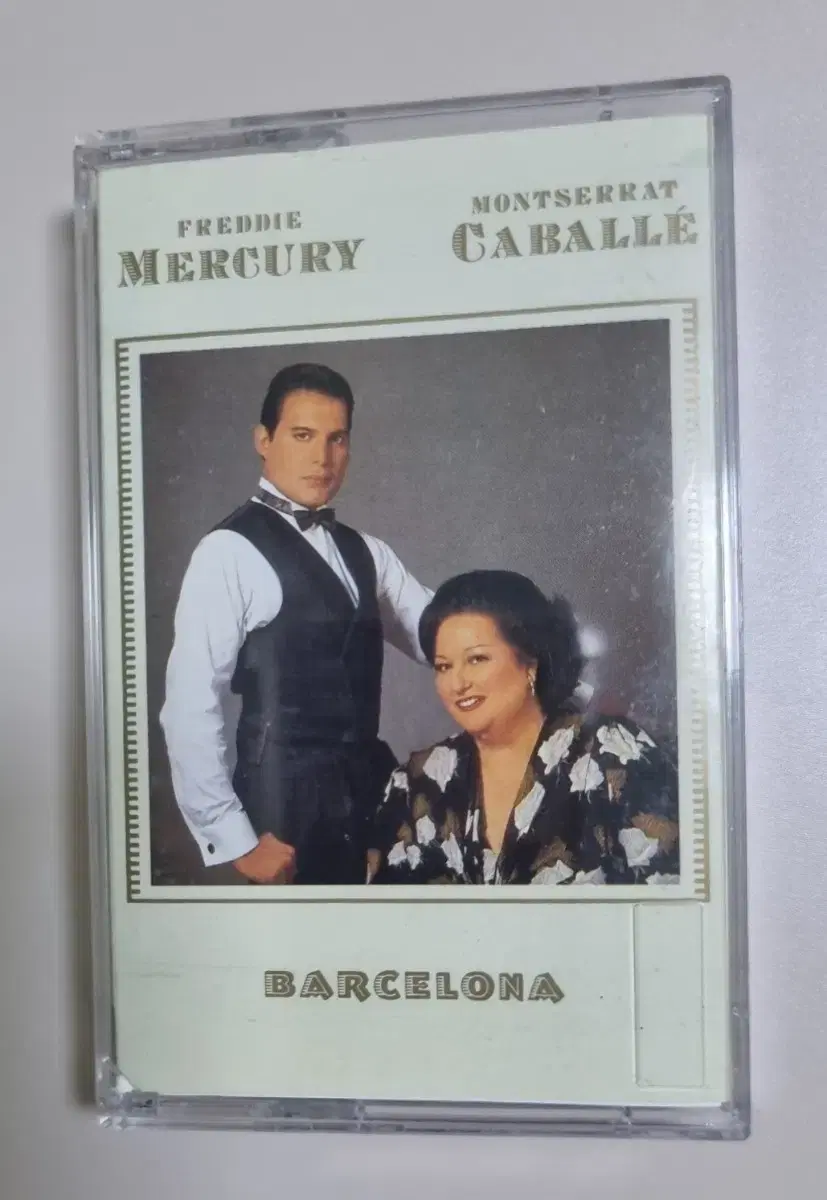 FREDDIE
MERCURY
MONTSERRAT
CABALLÉ
BARCELONA